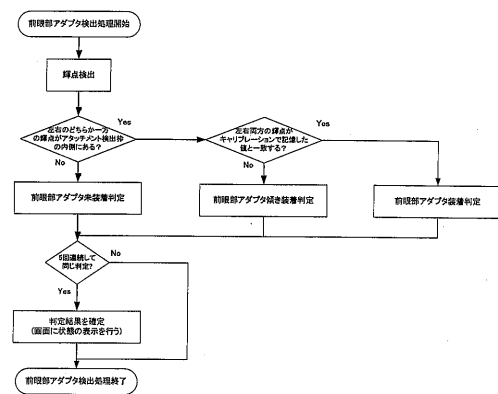 前眼部アダプタ検出処理開始
輝点検出
左右のどちらか一方
の輝点がアタッチメント検出枠
の内側にある?
Yes
No
左右両方の輝点が
キャリブレーションで記憶した
値と一致する?
Yes
No
前眼部アダプタ未装着判定
前眼部アダプタ傾き装着判定
前眼部アダプタ装着判定
5回連続して
同じ判定?
No
Yes
判定結果を確定
(画面に状態の表示を行う)
前眼部アダプタ検出処理終了